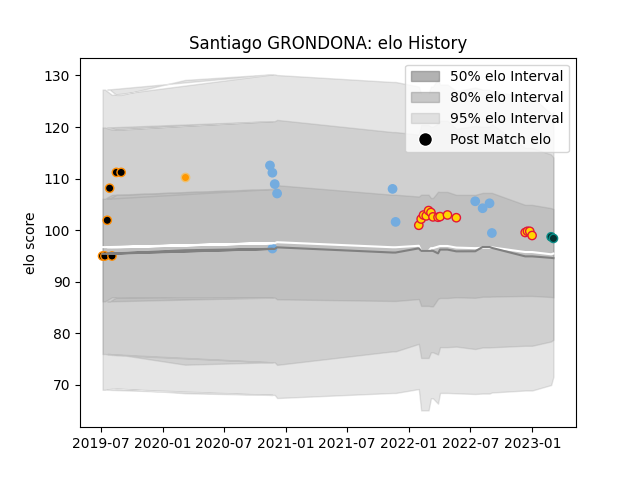 Santiago GRONDONA: elo History
130
120
110
100
90
80
70
elo score
50% elo Interval
80% elo Interval
95% elo Interval
Post Match elo
2019-07 2020-01 2020-07 2021-01 2021-07 2022-01 2022-07 2023-01